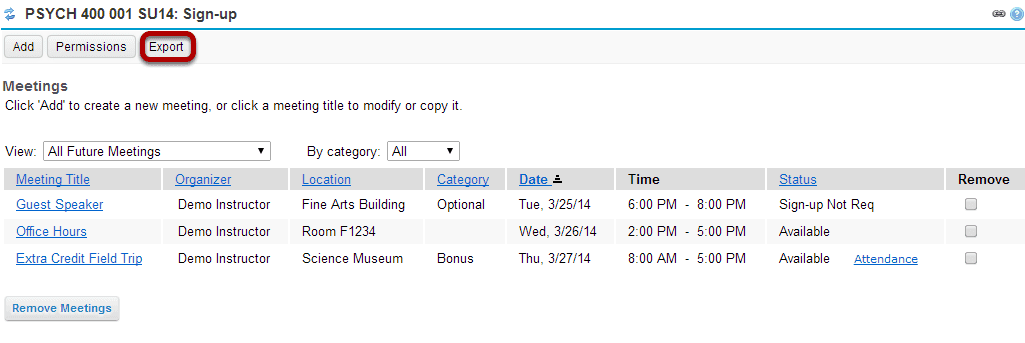 PSYCH 400 001 SU14: Sign-up
Add Permissions Export
Meetings
Click 'Add' to create a new meeting, or click a meeting title to modify or copy it.
View: All Future Meetings By category: All
Meeting Title Organizer Location Category Date Time Status Remove
Guest Speaker Demo Instructor Fine Arts Building Optional Tue, 3/25/14 6:00 PM - 8:00 PM Sign-up Not Req
Office Hours Demo Instructor Room F1234 Wed, 3/26/14 2:00 PM - 5:00 PM Available
Extra Credit Field Trip Demo Instructor Science Museum Bonus Thu, 3/27/14 8:00 AM - 5:00 PM Available Attendance
Remove Meetings